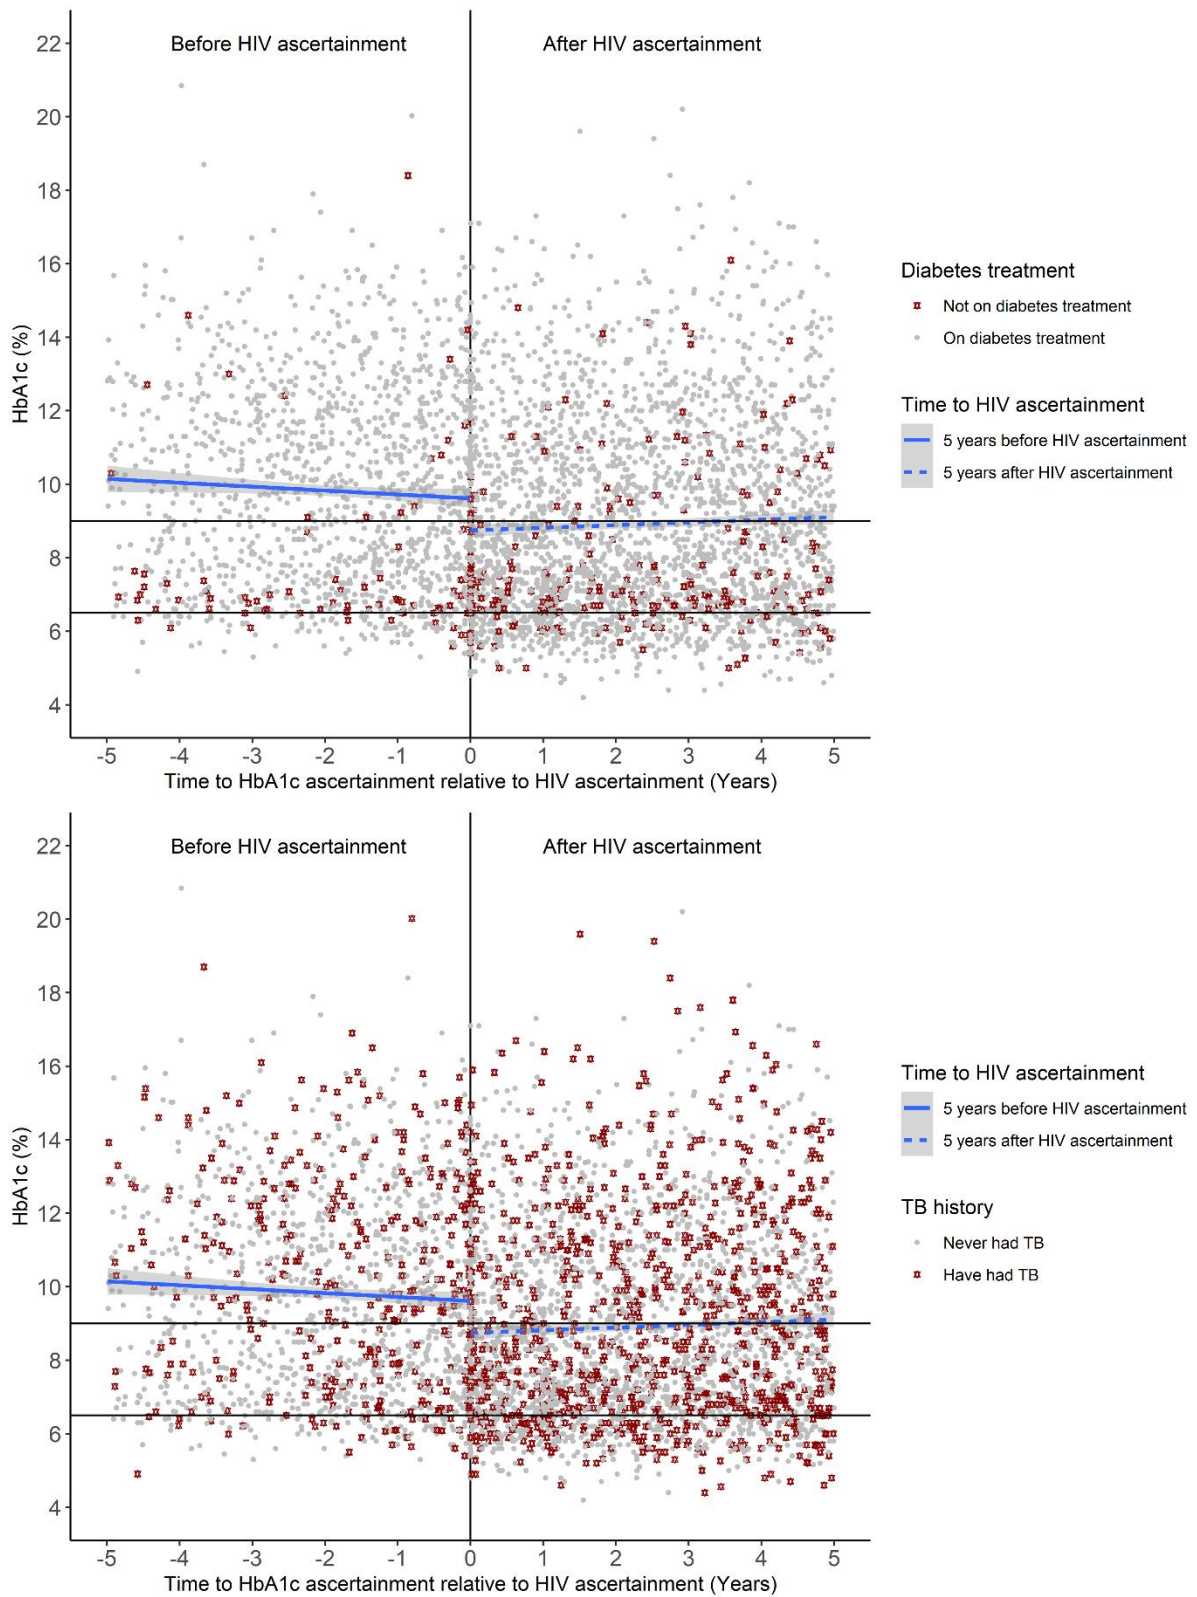 Before HIV ascertainment
After HIV ascertainment
22
20
18
16
14
12
10
8
6
4
HbA1c (%)
-5 -4 -3 -2 -1 0 1 2 3 4 5
Time to HbA1c ascertainment relative to HIV ascertainment (Years)
Diabetes treatment
Not on diabetes treatment
On diabetes treatment
Time to HIV ascertainment
5 years before HIV ascertainment
5 years after HIV ascertainment
Before HIV ascertainment
After HIV ascertainment
22
20
18
16
14
12
10
8
6
4
HbA1c (%)
-5 -4 -3 -2 -1 0 1 2 3 4 5
Time to HbA1c ascertainment relative to HIV ascertainment (Years)
Time to HIV ascertainment
5 years before HIV ascertainment
5 years after HIV ascertainment
TB history
Never had TB
Have had TB